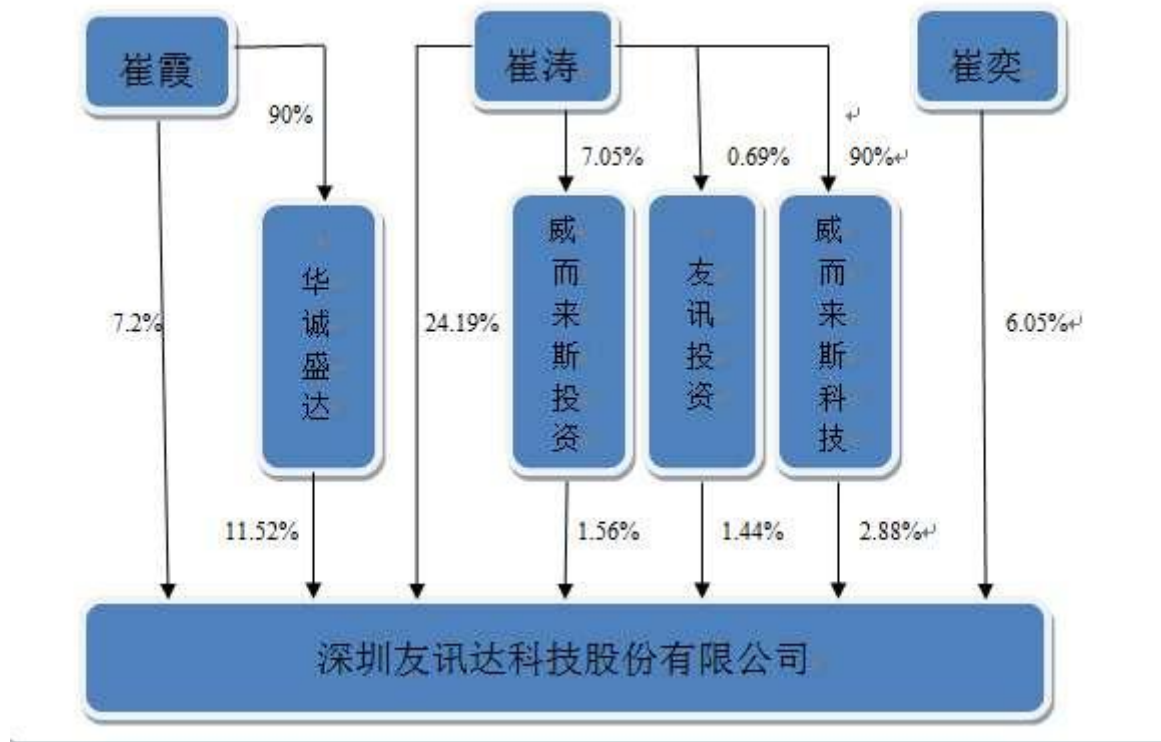 崔霞
崔涛
崔奕
90%
7.05%
0.69%
90%
华诚盛达
威而来斯投资
友讯投资
威而来斯科技
7.2%
24.19%
6.05%
11.52%
1.56%
1.44%
2.88%
深圳友讯达科技股份有限公司